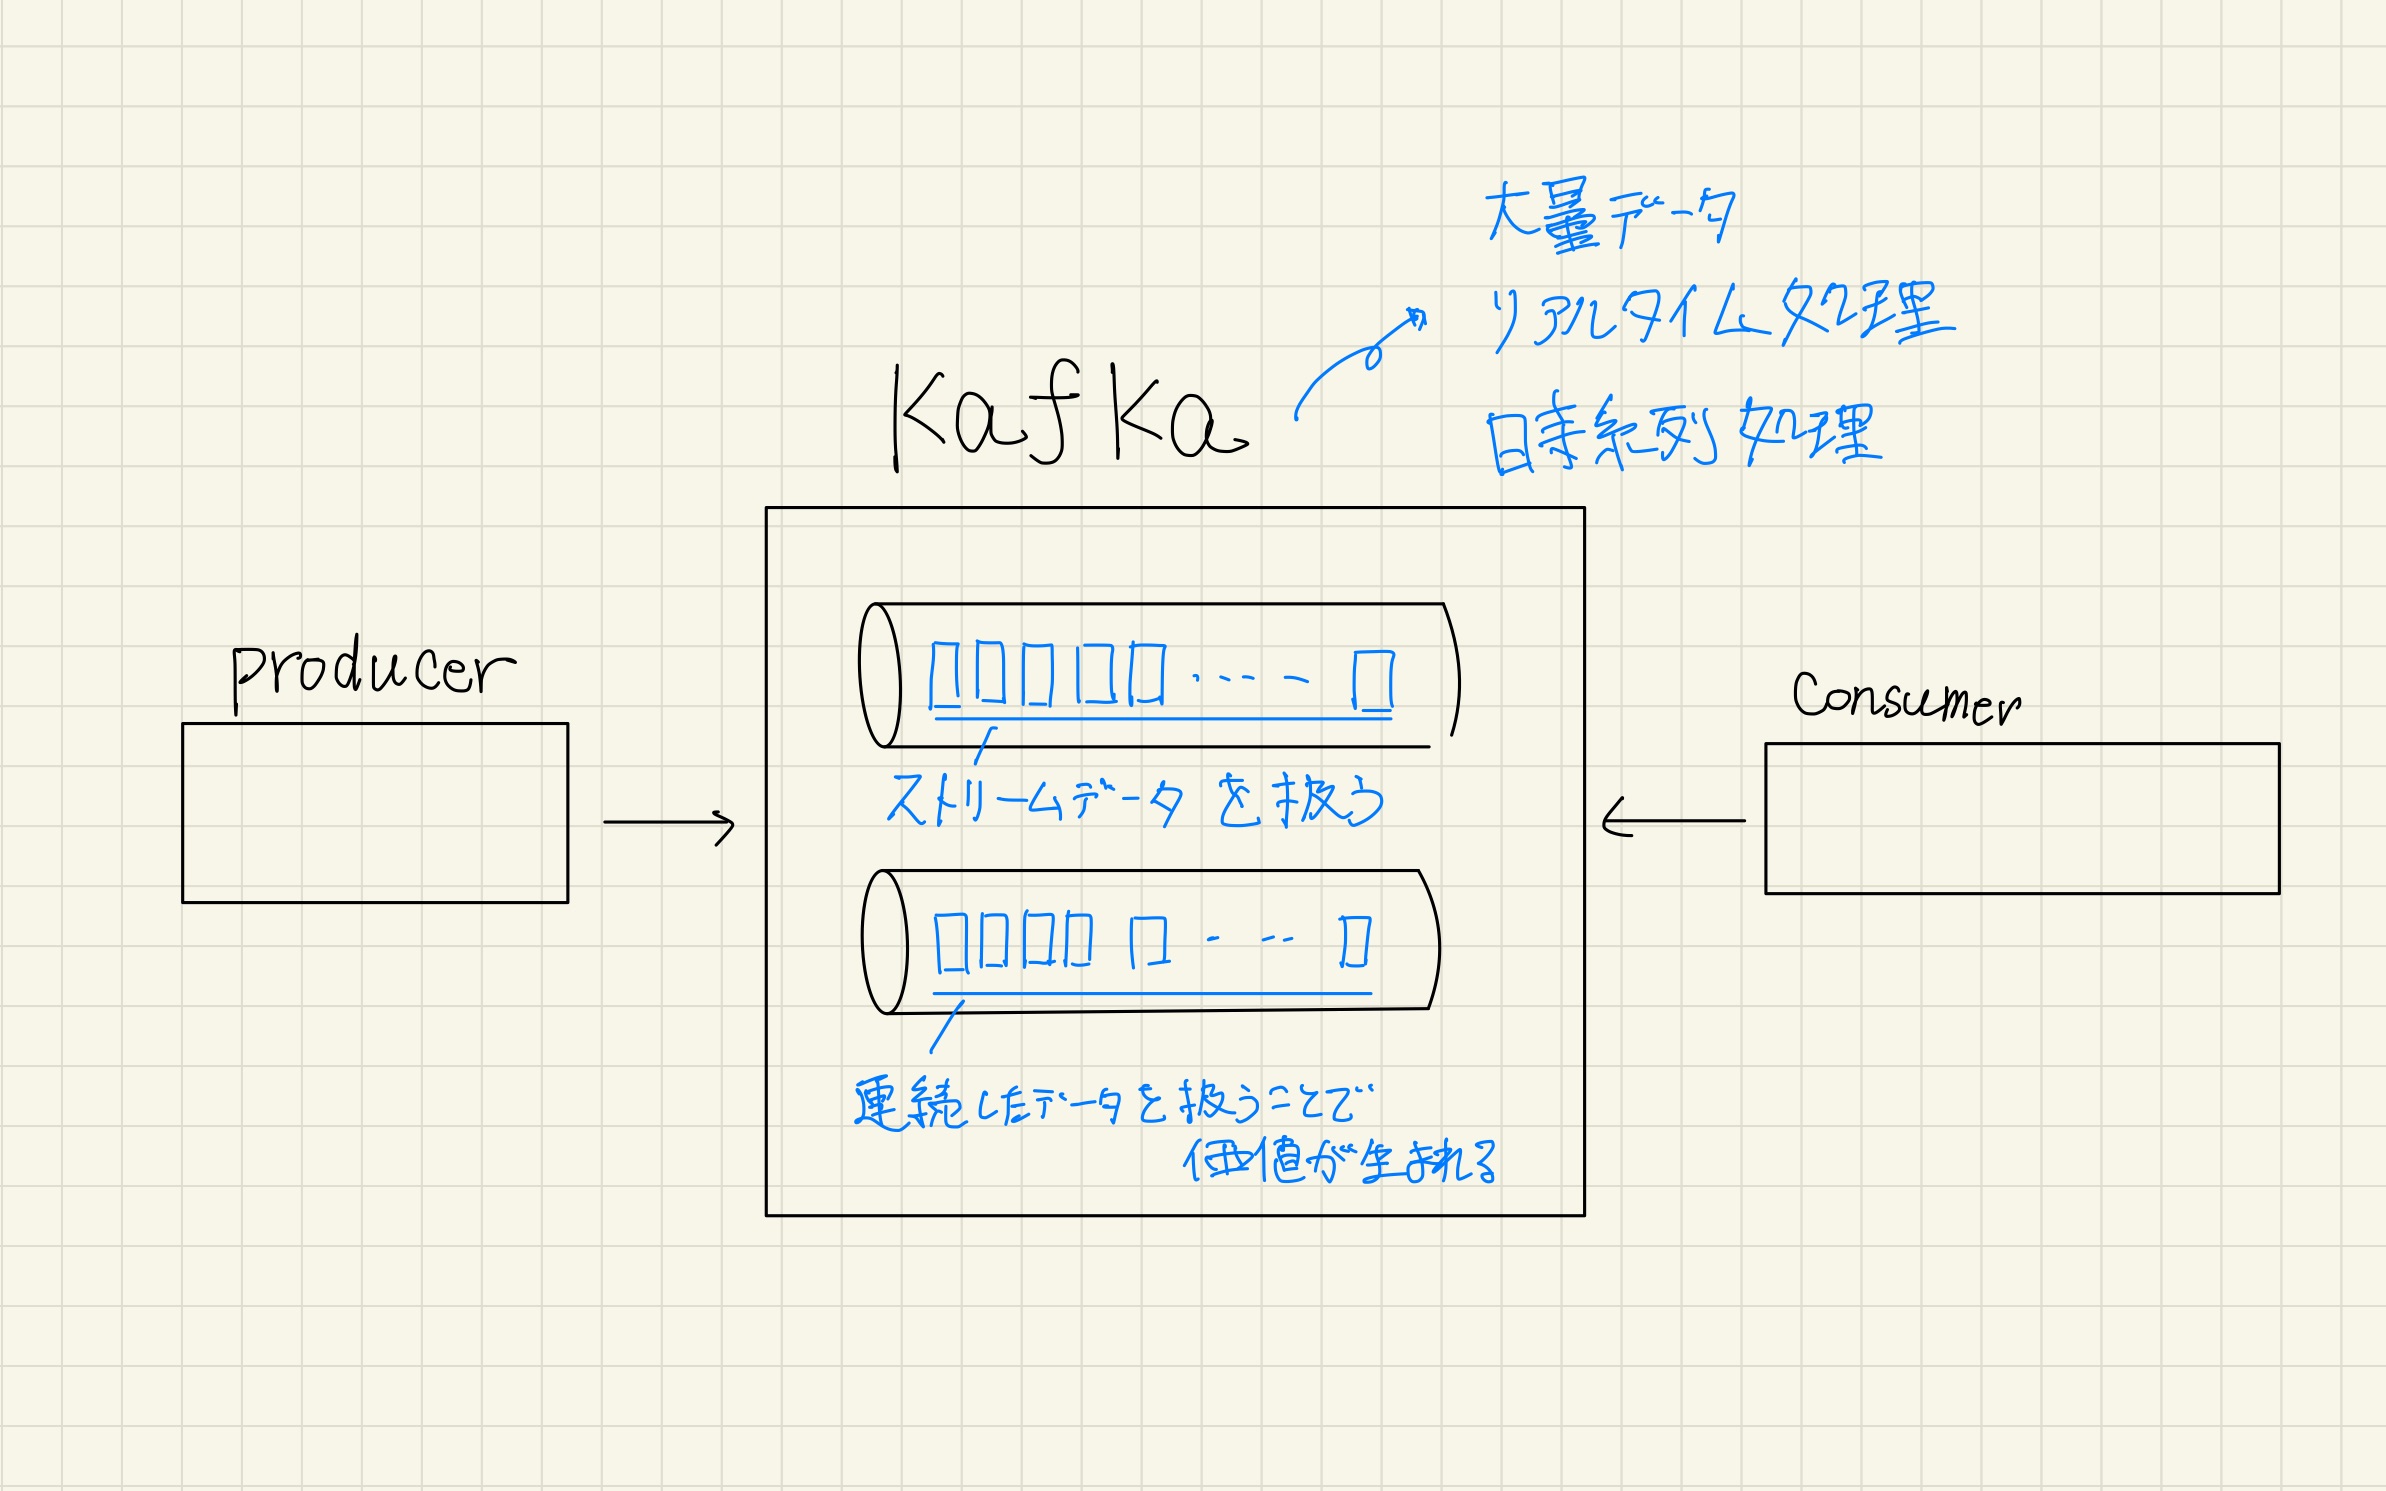 大量データ
リアルタイム処理
時系列処理
Kafka
producer
Consumer
ストリームデータを扱う
連続したデータを扱うことで
価値が生まれる